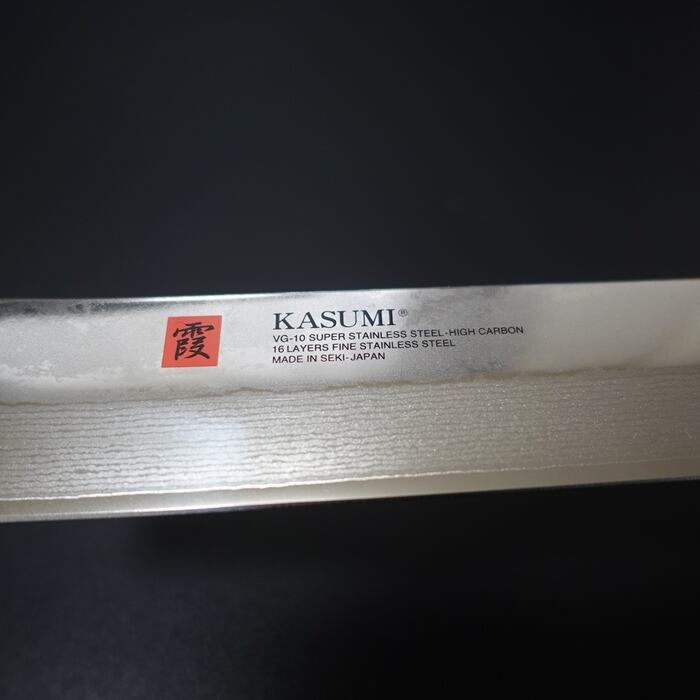 霞
KASUMI®
VG-10 SUPER STAINLESS STEEL-HIGH CARBON
16 LAYERS FINE STAINLESS STEEL
MADE IN SEKI-JAPAN